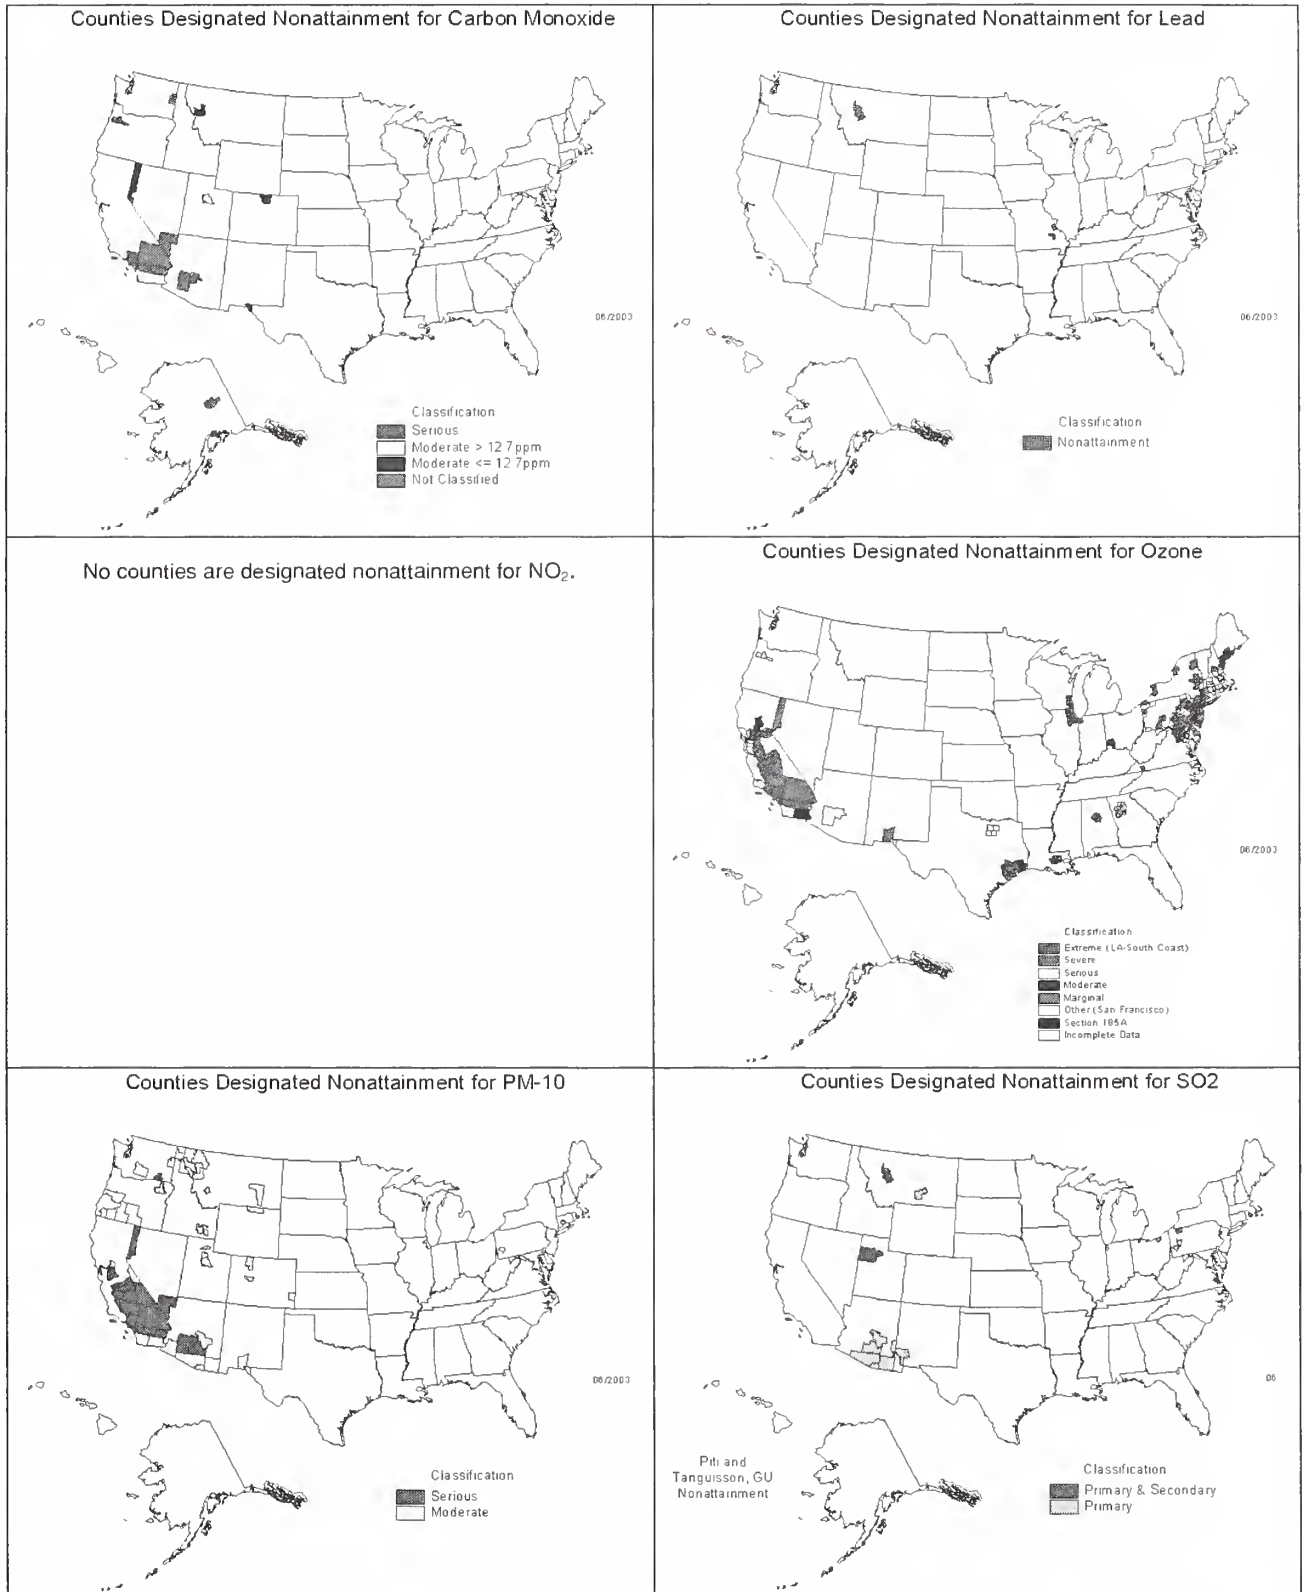 Counties Designated Nonattainment for Carbon Monoxide
06/2003
Classification
Serious
Moderate > 12 7ppm
Moderate <= 12 7ppm
Not Classified
Counties Designated Nonattainment for Lead
06/2003
Classification
Nonattainment
No counties are designated nonattainment for NO₂.
Counties Designated Nonattainment for Ozone
06/2003
Classification
Extreme (LA-South Coast)
Severe
Serious
Moderate
Marginal
Other (San Francisco)
Section 185A
Incomplete Data
Counties Designated Nonattainment for PM-10
06/2003
Classification
Serious
Moderate
Counties Designated Nonattainment for SO2
06
Piti and
Tanguisson, GU
Nonattainment
Classification
Primary & Secondary
Primary